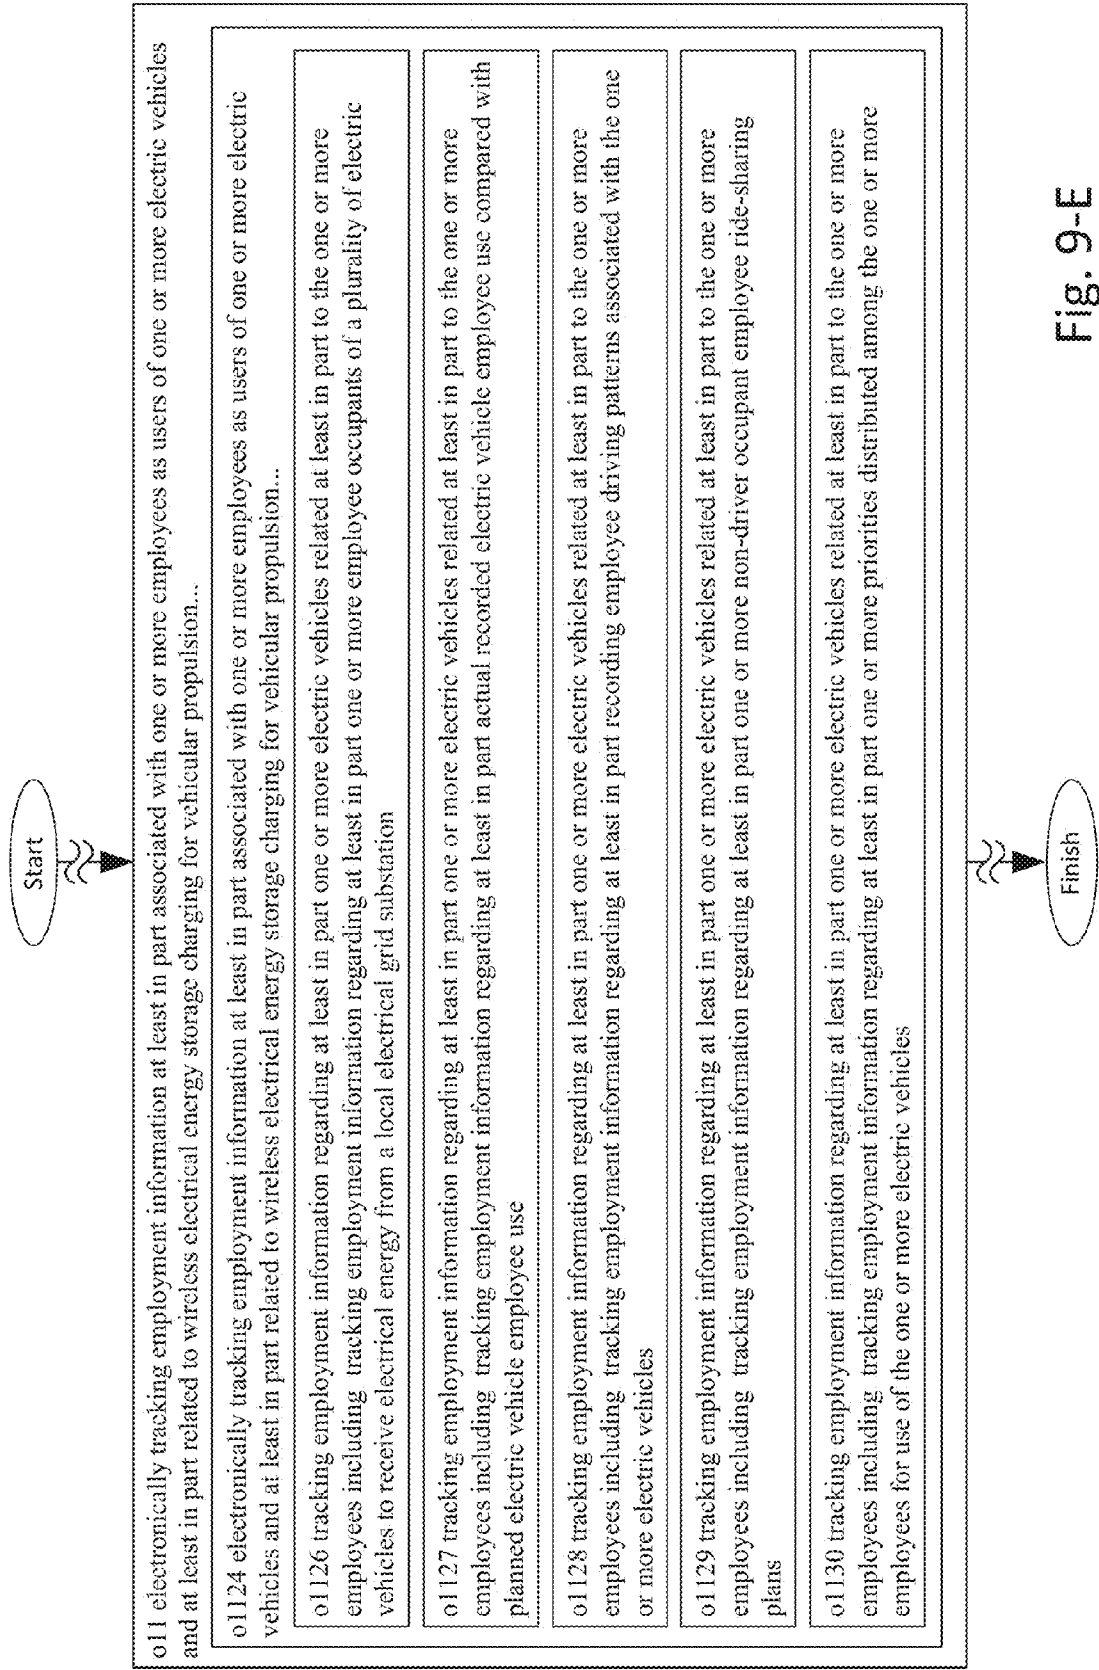 Start
o11 electronically tracking employment information at least in part associated with one or more employees as users of one or more electric vehicles
and at least in part related to wireless electrical energy storage charging for vehicular propulsion...
o1124 electronically tracking employment information at least in part associated with one or more employees as users of one or more electric
vehicles and at least in part related to wireless electrical energy storage charging for vehicular propulsion...
o1126 tracking employment information regarding at least in part one or more electric vehicles related at least in part to the one or more
employees including tracking employment information regarding at least in part one or more employee occupants of a plurality of electric
vehicles to receive electrical energy from a local electrical grid substation
o1127 tracking employment information regarding at least in part one or more electric vehicles related at least in part to the one or more
employees including tracking employment information regarding at least in part actual recorded electric vehicle employee use compared with
planned electric vehicle employee use
o1128 tracking employment information regarding at least in part one or more electric vehicles related at least in part to the one or more
employees including tracking employment information regarding at least in part recording employee driving patterns associated with the one
or more electric vehicles
o1129 tracking employment information regarding at least in part one or more electric vehicles related at least in part to the one or more
employees including tracking employment information regarding at least in part one or more non-driver occupant employee ride-sharing
plans
o1130 tracking employment information regarding at least in part one or more electric vehicles related at least in part to the one or more
employees including tracking employment information regarding at least in part one or more priorities distributed among the one or more
employees for use of the one or more electric vehicles
Finish
Fig. 9-E